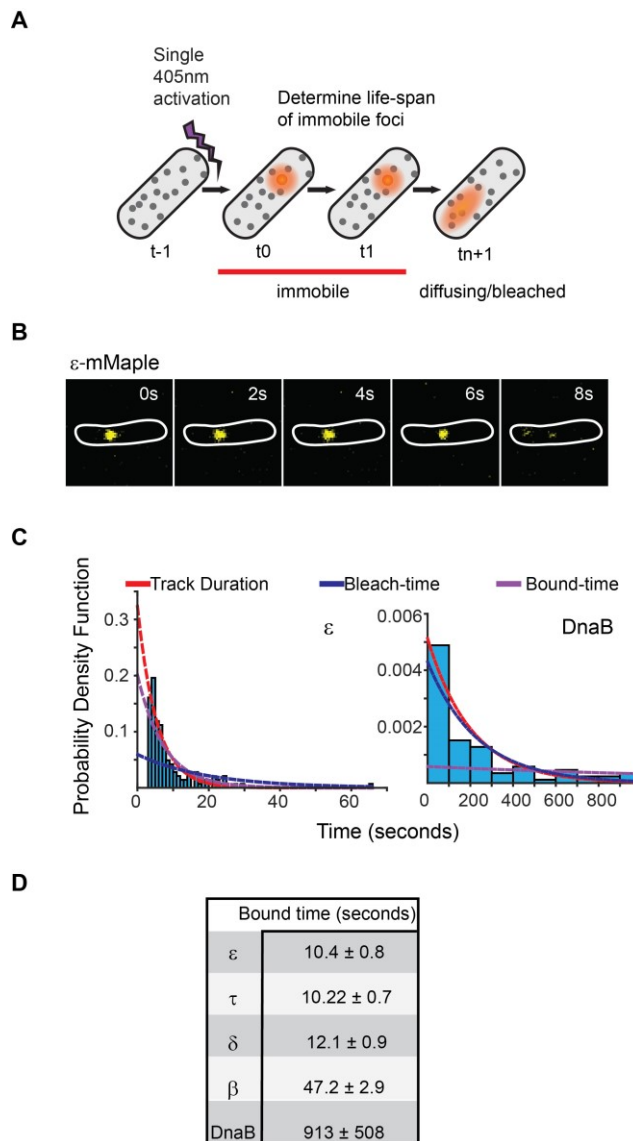 A
Single
405nm
activation
Determine life-span
of immobile foci
t-1
t0
t1
tn+1
immobile
diffusing/bleached
B
ε-mMaple
0s
2s
4s
6s
8s
C
Track Duration
Bleach-time
Bound-time
Probability Density Function
0.3
0.2
0.1
0
20
40
60
ε
0.006
0.004
0.002
0
200
400
600
800
DnaB
Time (seconds)
D
Bound time (seconds)
ε 10.4 ± 0.8
τ 10.22 ± 0.7
δ 12.1 ± 0.9
β 47.2 ± 2.9
DnaB 913 ± 508